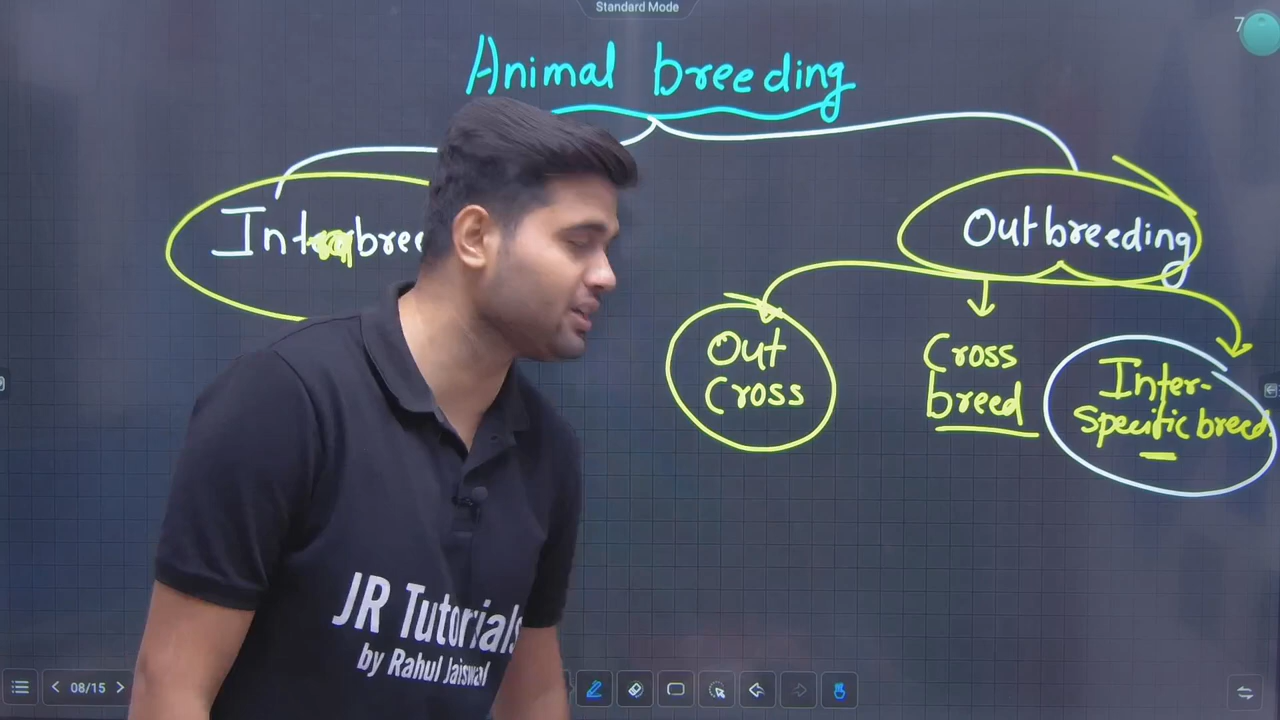 Standard Mode
7
Animal breeding
Outbreeding
Out
Cross
Cross
breed
Inter-
specific breed
JR Tutorials
by Rahul Jaiswal
08/15